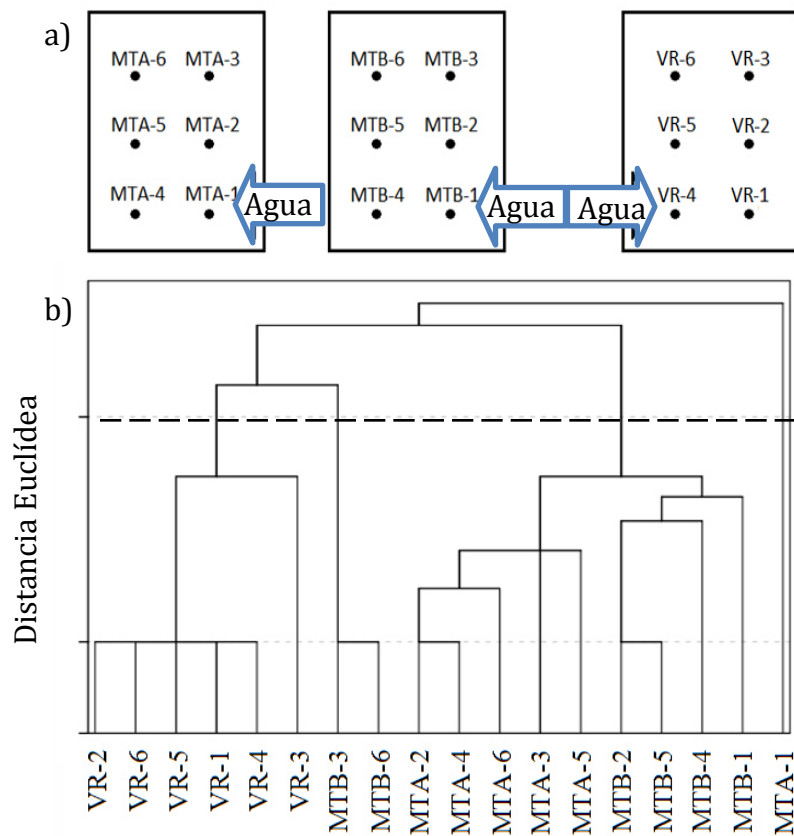 a)
MTA-6 MTA-3 MTB-6 MTB-3 VR-6 VR-3
MTA-5 MTA-2 MTB-5 MTB-2 VR-5 VR-2
MTA-4 MTA-1 Agua MTB-4 MTB-1 Agua Agua VR-4 VR-1
b)
Distancia Euclídea
VR-2
VR-6
VR-5
VR-1
VR-4
VR-3
MTB-3
MTB-6
MTA-2
MTA-4
MTA-6
MTA-3
MTA-5
MTB-2
MTB-5
MTB-4
MTB-1
MTA-1